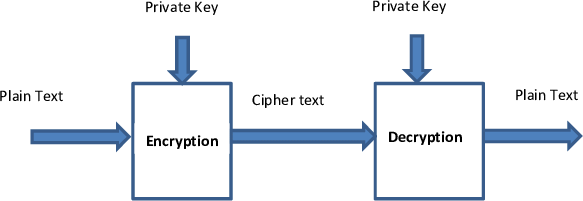 Private Key
Private Key
Plain Text
Cipher text
Plain Text
Encryption
Decryption